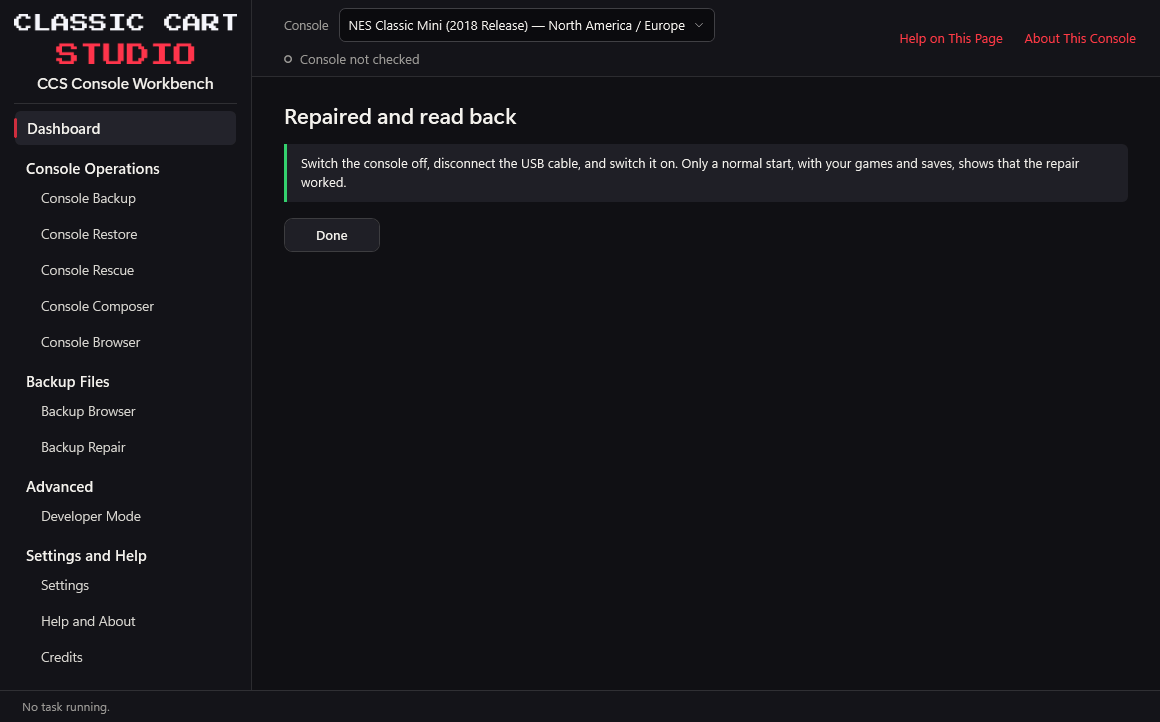 CLASSIC CART
STUDIO
CCS Console Workbench
Dashboard
Console Operations
Console Backup
Console Restore
Console Rescue
Console Composer
Console Browser
Backup Files
Backup Browser
Backup Repair
Advanced
Developer Mode
Settings and Help
Settings
Help and About
Credits
Console NES Classic Mini (2018 Release) — North America / Europe
Console not checked
Help on This Page About This Console
Repaired and read back
Switch the console off, disconnect the USB cable, and switch it on. Only a normal start, with your games and saves, shows that the repair
worked.
Done
No task running.